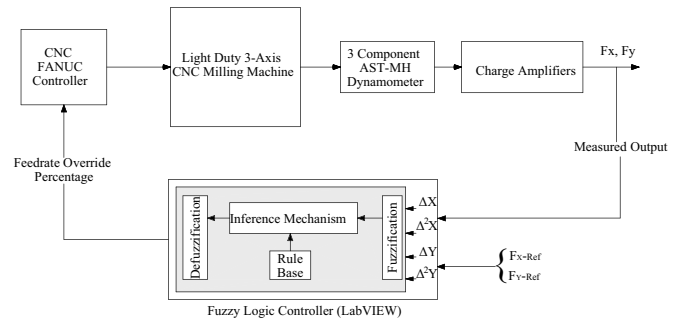 CNC
FANUC
Controller
Light Duty 3-Axis
CNC Milling Machine
3 Component
AST-MH
Dynamometer
Charge Amplifiers
Fx, Fy
Measured Output
Feedrate Override
Percentage
Defuzzification
Inference Mechanism
Rule
Base
Fuzzification
ΔX
Δ²X
ΔY
Δ²Y
FX-Ref
FY-Ref
Fuzzy Logic Controller (LabVIEW)